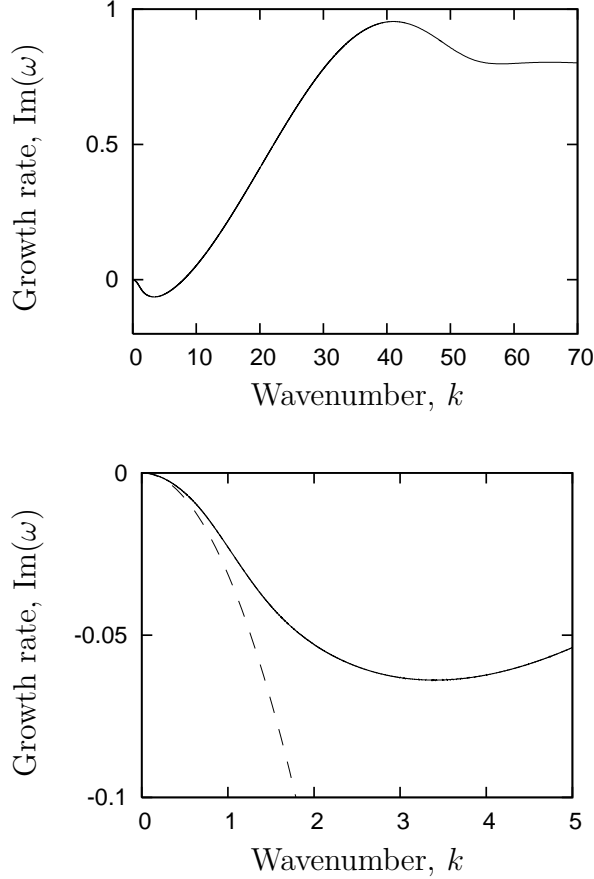 Growth rate, Im(ω)
1
0.5
0
0 10 20 30 40 50 60 70
Wavenumber, k
Growth rate, Im(ω)
0
-0.05
-0.1
0 1 2 3 4 5
Wavenumber, k